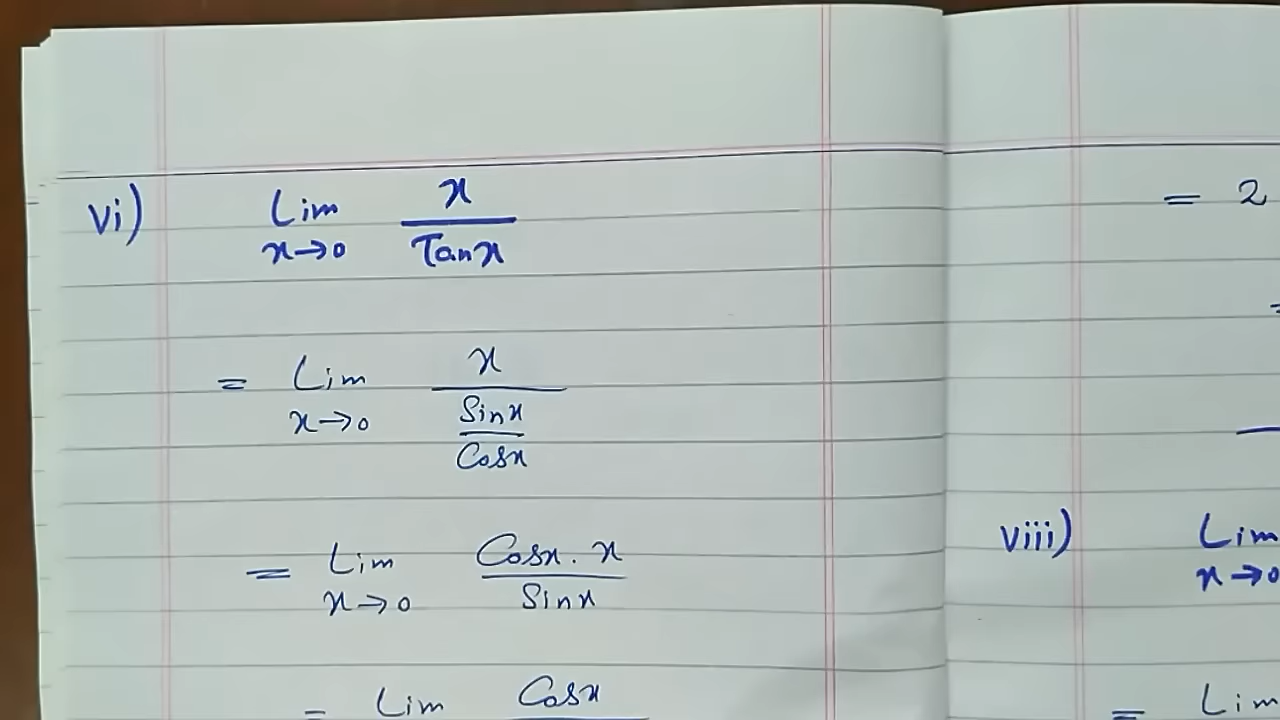 vi) Lim x→0 x / Tanx
= Lim x→0 x / (Sinx / Cosx)
= Lim x→0 Cosx . x / Sinx
= Lim Cosx
= 2
=
viii) Lim x→0
= Lim